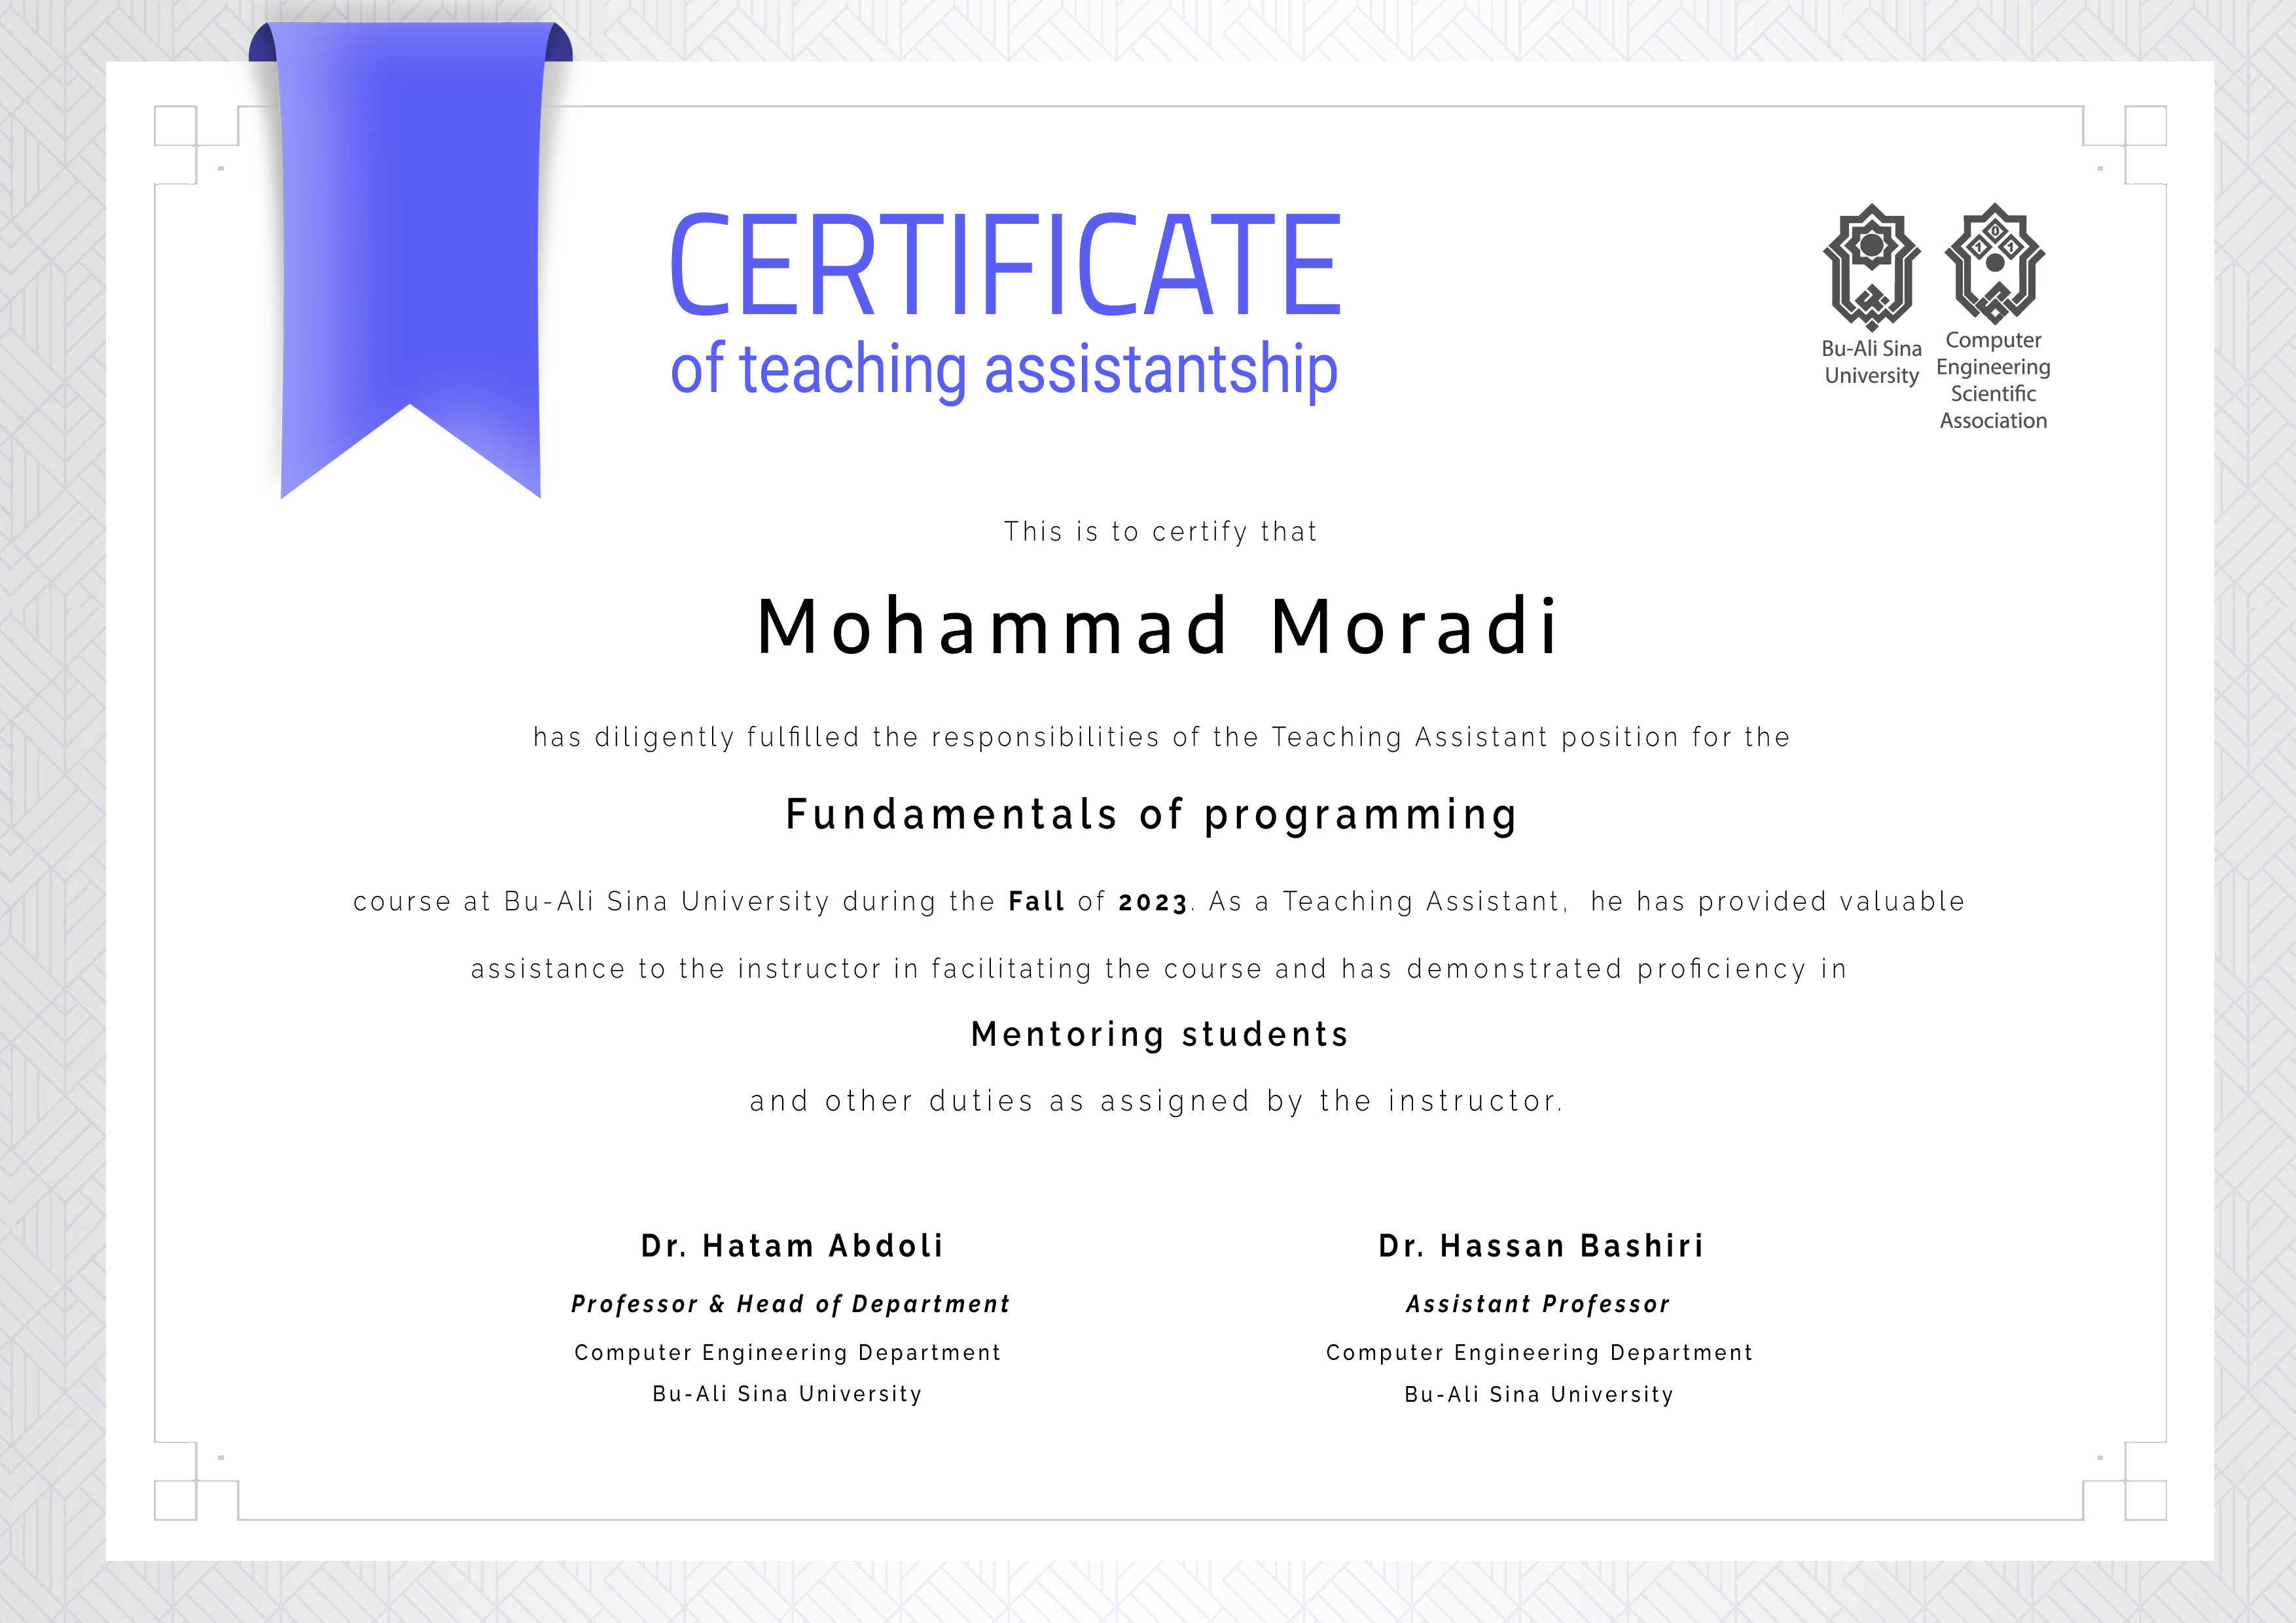 CERTIFICATE
of teaching assistantship
Bu-Ali Sina
University
Computer
Engineering
Scientific
Association
This is to certify that
Mohammad Moradi
has diligently fulfilled the responsibilities of the Teaching Assistant position for the
Fundamentals of programming
course at Bu-Ali Sina University during the Fall of 2023. As a Teaching Assistant, he has provided valuable
assistance to the instructor in facilitating the course and has demonstrated proficiency in
Mentoring students
and other duties as assigned by the instructor.
Dr. Hatam Abdoli
Professor & Head of Department
Computer Engineering Department
Bu-Ali Sina University
Dr. Hassan Bashiri
Assistant Professor
Computer Engineering Department
Bu-Ali Sina University